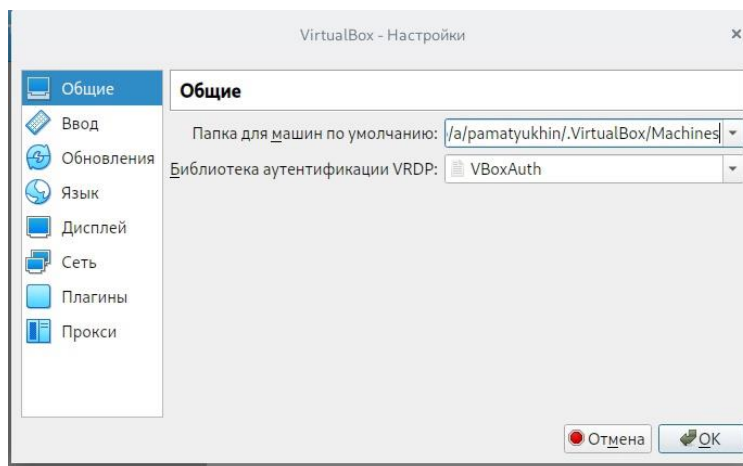 VirtualBox - Настройки
Общие
Ввод
Обновления
Язык
Дисплей
Сеть
Плагины
Прокси
Общие
Папка для машин по умолчанию: /a/pamatyukhin/.VirtualBox/Machines
Библиотека аутентификации VRDP: VBoxAuth
Отмена OK